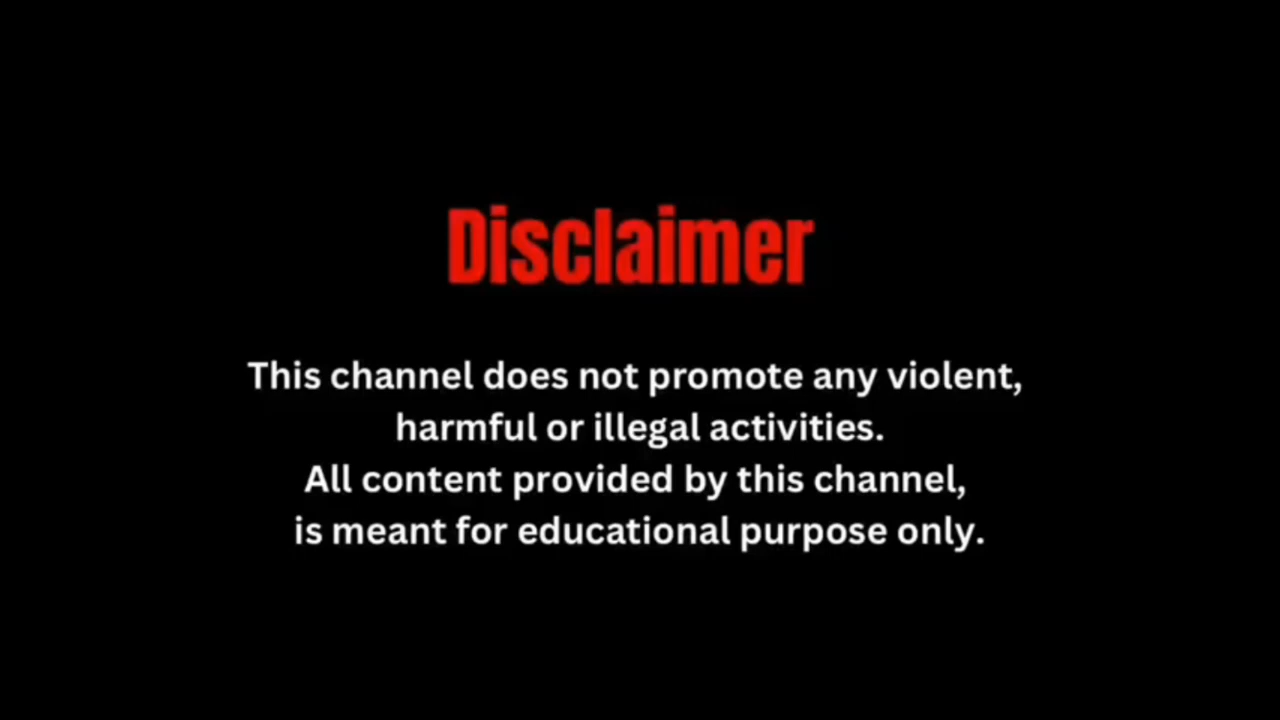 Disclaimer
This channel does not promote any violent,
harmful or illegal activities.
All content provided by this channel,
is meant for educational purpose only.